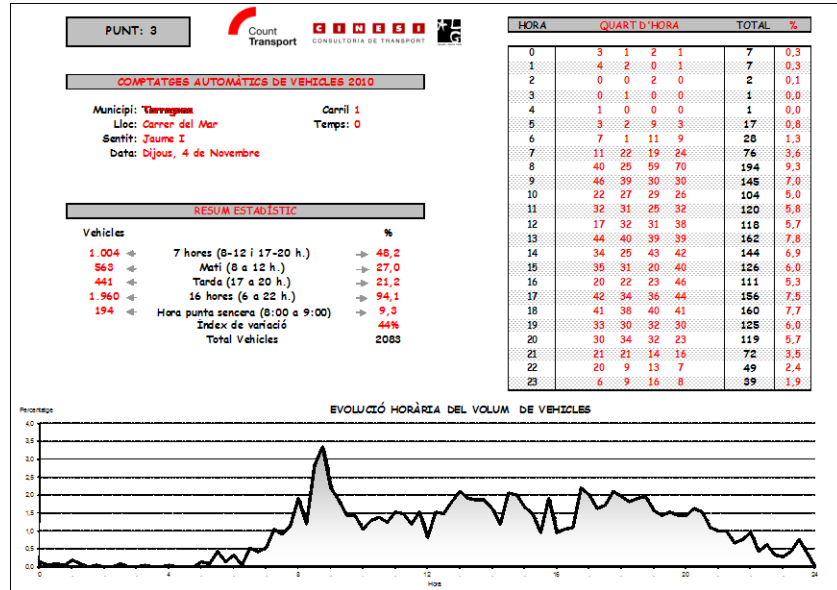 PUNT: 3
Count
Transport
CINESI
CONSULTORIA DE TRANSPORT
COMPTATGES AUTOMÀTICS DE VEHICLES 2010
Municipi: Carril 1
Lloc: Carrer del Mar Temps: 0
Sentit: Jaume I
Data: Dijous, 4 de Novembre
RESUM ESTADÍSTIC
Vehicles %
1.004 7 hores (8-12 i 17-20 h.) 48,2
563 Matí (8 a 12 h.) 27,0
441 Tarda (17 a 20 h.) 21,2
1.960 16 hores (6 a 22 h.) 94,1
194 Hora punta sencera (8:00 a 9:00) 9,3
Índex de variació 44%
Total Vehicles 2083
HORA QUART D'HORA TOTAL %
0 3 1 2 1 7 0,3
1 4 2 0 1 7 0,3
2 0 0 2 0 2 0,1
3 0 1 0 0 1 0,0
4 1 0 0 0 1 0,0
5 3 2 9 3 17 0,8
6 7 1 11 9 28 1,3
7 11 22 19 24 76 3,6
8 40 25 59 70 194 9,3
9 46 39 30 30 145 7,0
10 22 27 29 26 104 5,0
11 32 31 25 32 120 5,8
12 17 32 31 38 118 5,7
13 44 40 39 39 162 7,8
14 34 25 43 42 144 6,9
15 35 31 20 40 126 6,0
16 20 22 23 46 111 5,3
17 42 34 36 44 156 7,5
18 41 38 40 41 160 7,7
19 33 30 32 30 125 6,0
20 30 34 32 23 119 5,7
21 21 21 14 16 72 3,5
22 20 9 13 7 49 2,4
23 6 9 16 8 39 1,9
EVOLUCIÓ HORÀRIA DEL VOLUM DE VEHICLES
Percentatge
4,0
3,5
3,0
2,5
2,0
1,5
1,0
0,5
0,0
0 4 8 12 16 20 24
Hora